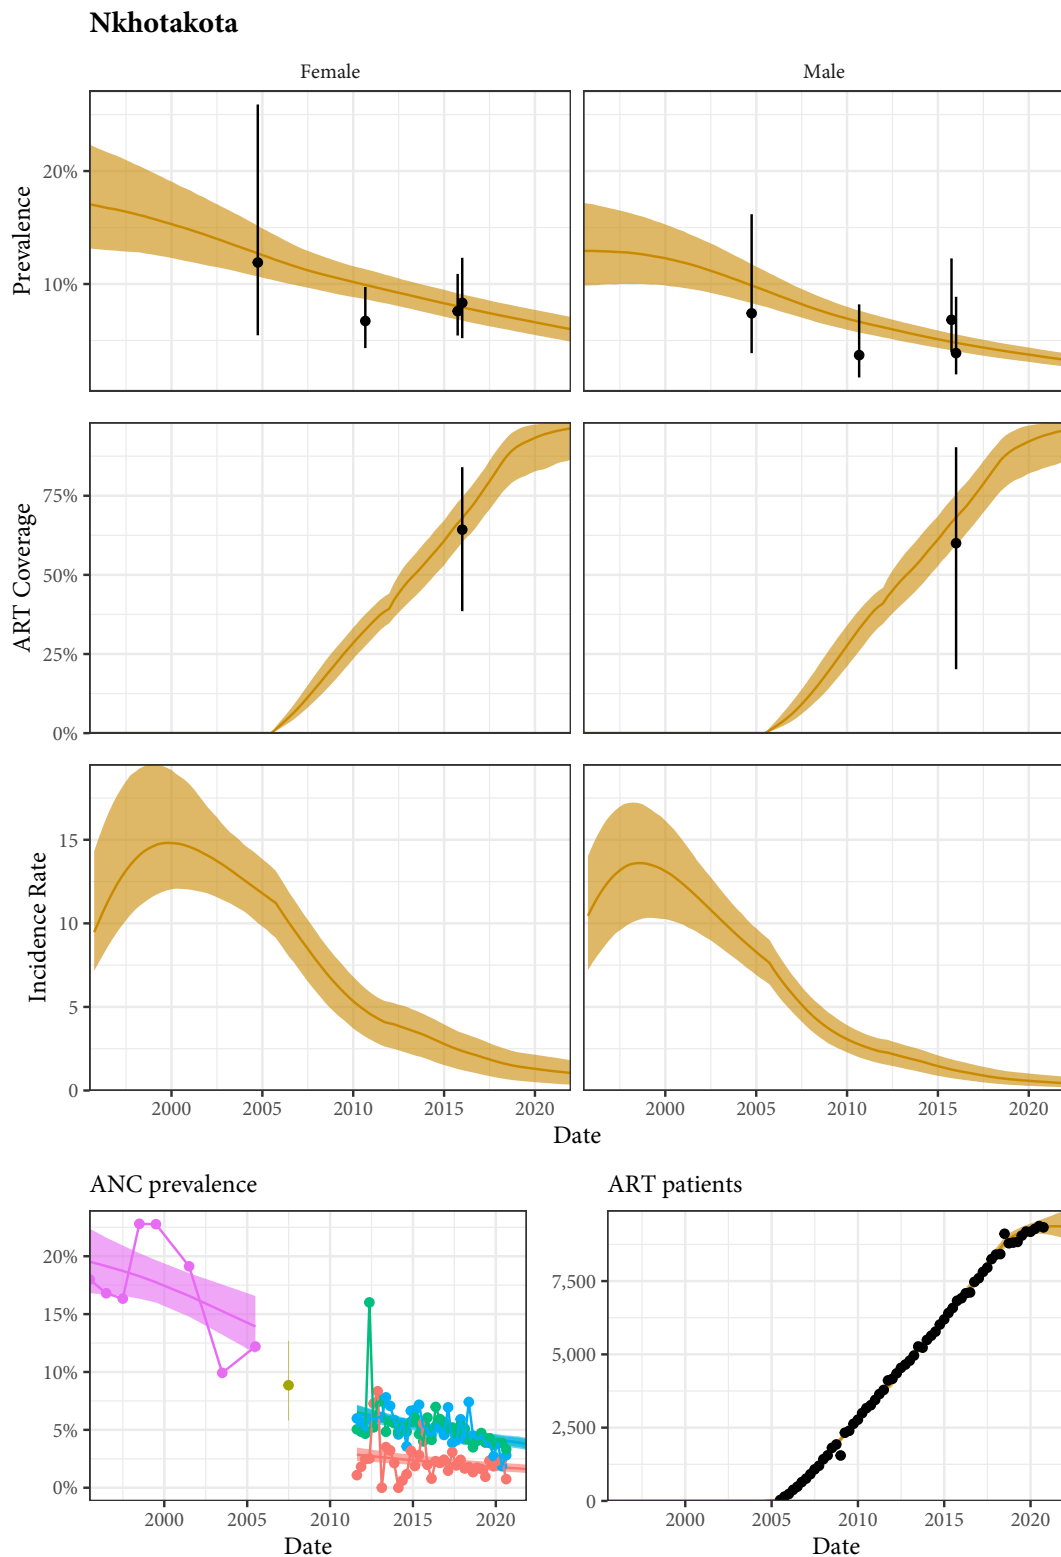 Nkhotakota
Female
Male
Prevalence
20%
10%
ART Coverage
75%
50%
25%
0%
Incidence Rate
15
10
5
0
2000 2005 2010 2015 2020
2000 2005 2010 2015 2020
Date
ANC prevalence
20%
15%
10%
5%
0%
2000 2005 2010 2015 2020
Date
ART patients
7,500
5,000
2,500
0
2000 2005 2010 2015 2020
Date